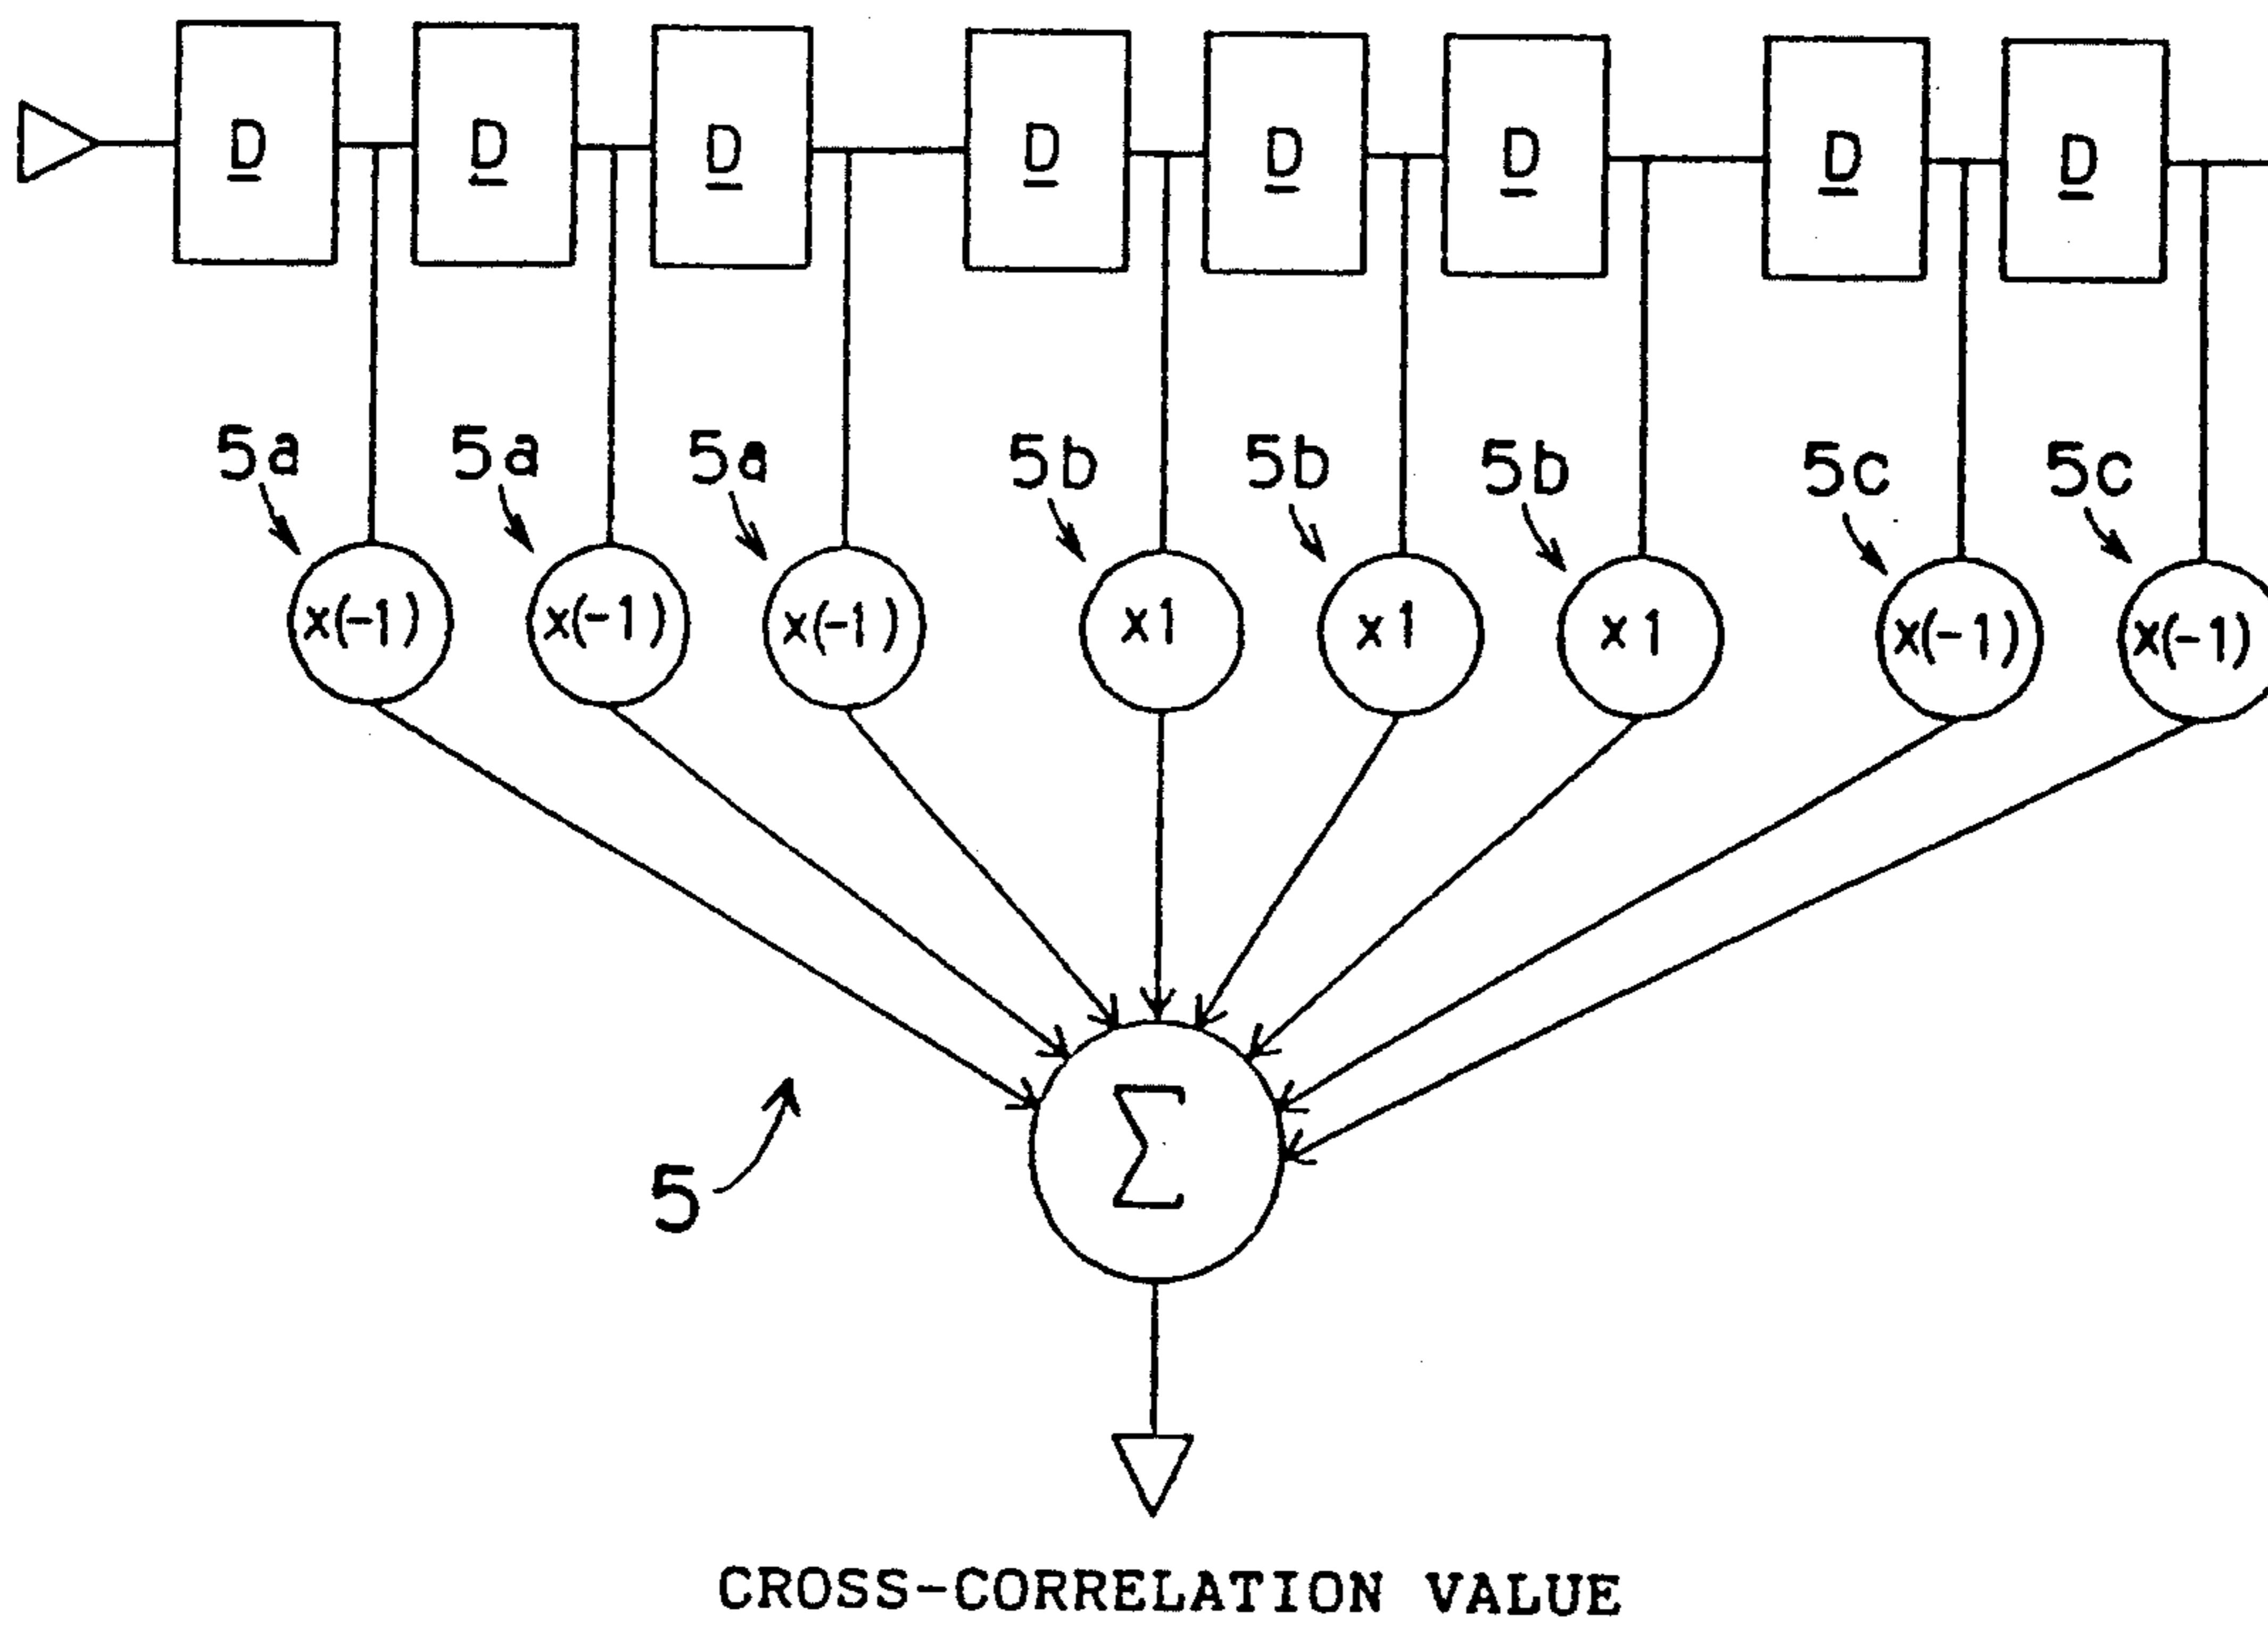 D D D D D D D D
5a 5a 5a 5b 5b 5b 5c 5c
x(-1) x(-1) x(-1) x1 x1 x1 x(-1) x(-1)
Σ
5
CROSS-CORRELATION VALUE